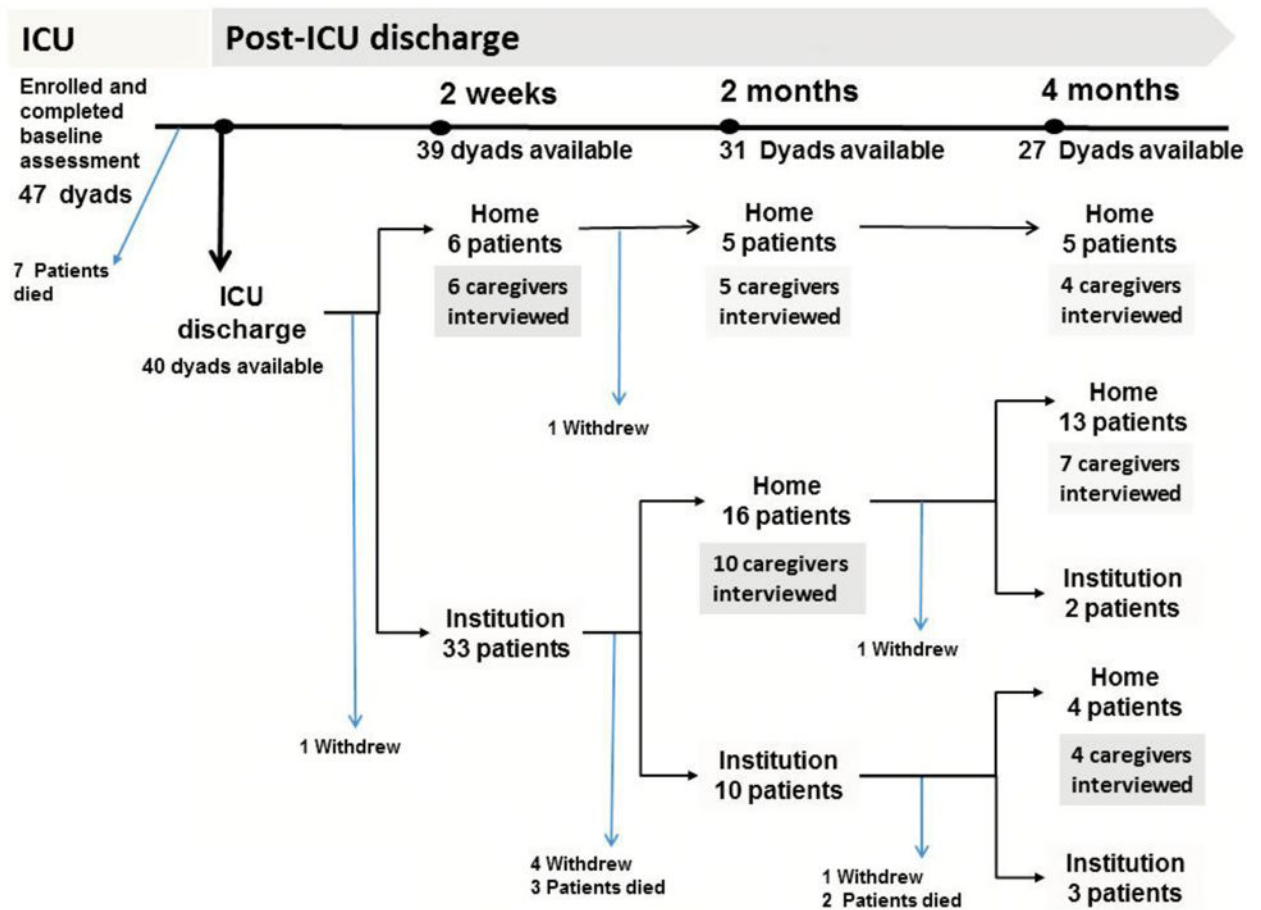 ICU
Post-ICU discharge
Enrolled and
completed
baseline
assessment
47 dyads
2 weeks
2 months
4 months
39 dyads available
31 Dyads available
27 Dyads available
7 Patients
died
ICU
discharge
40 dyads available
Home
6 patients
6 caregivers
interviewed
Home
5 patients
5 caregivers
interviewed
Home
5 patients
4 caregivers
interviewed
1 Withdrew
Home
13 patients
7 caregivers
interviewed
Home
16 patients
10 caregivers
interviewed
Institution
2 patients
Institution
33 patients
1 Withdrew
Home
4 patients
4 caregivers
interviewed
1 Withdrew
Institution
10 patients
4 Withdrew
3 Patients died
1 Withdrew
2 Patients died
Institution
3 patients